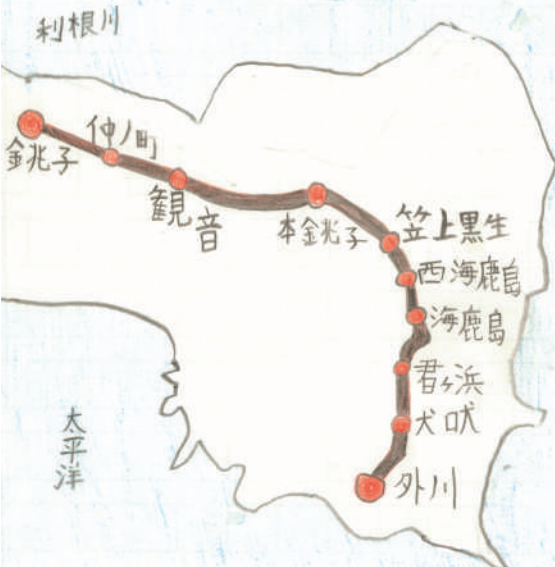 利根川
銚子
仲ノ町
観音
本銚子
笠上黒生
西海鹿島
海鹿島
君ヶ浜
犬吠
外川
太平洋